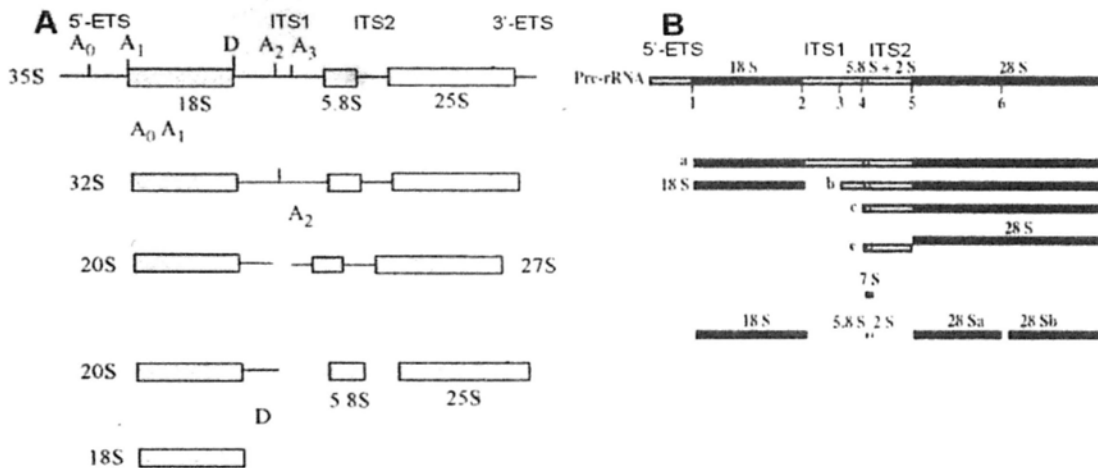 A
5'-ETS ITS1 ITS2 3'-ETS
A0 A1 D A2 A3
35S
18S 5.8S 25S
A0 A1
32S
A2
20S 27S
20S
5 8S 25S
D
18S
B
5'-ETS ITS1 ITS2
18 S 5.8 S + 2 S 28 S
Pre-rRNA
1 2 3 4 5 6
a
18 S b
c
28 S
7 S
18 S 5.8 S 2 S 28 Sa 28 Sb